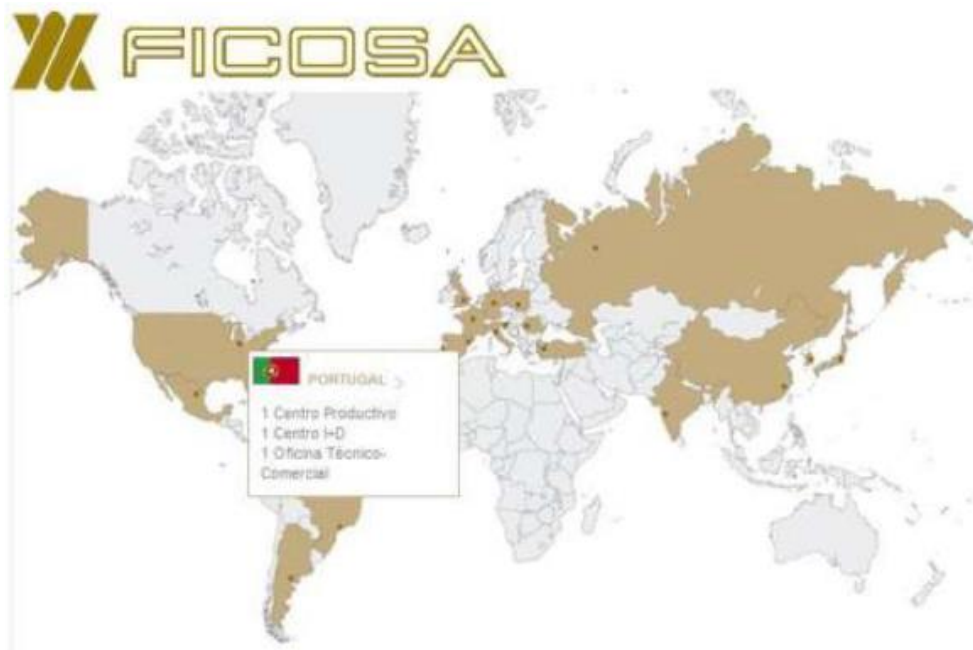 FICOSA
PORTUGAL >
1 Centro Productivo
1 Centro I+D
1 Oficina Técnico-
Comercial